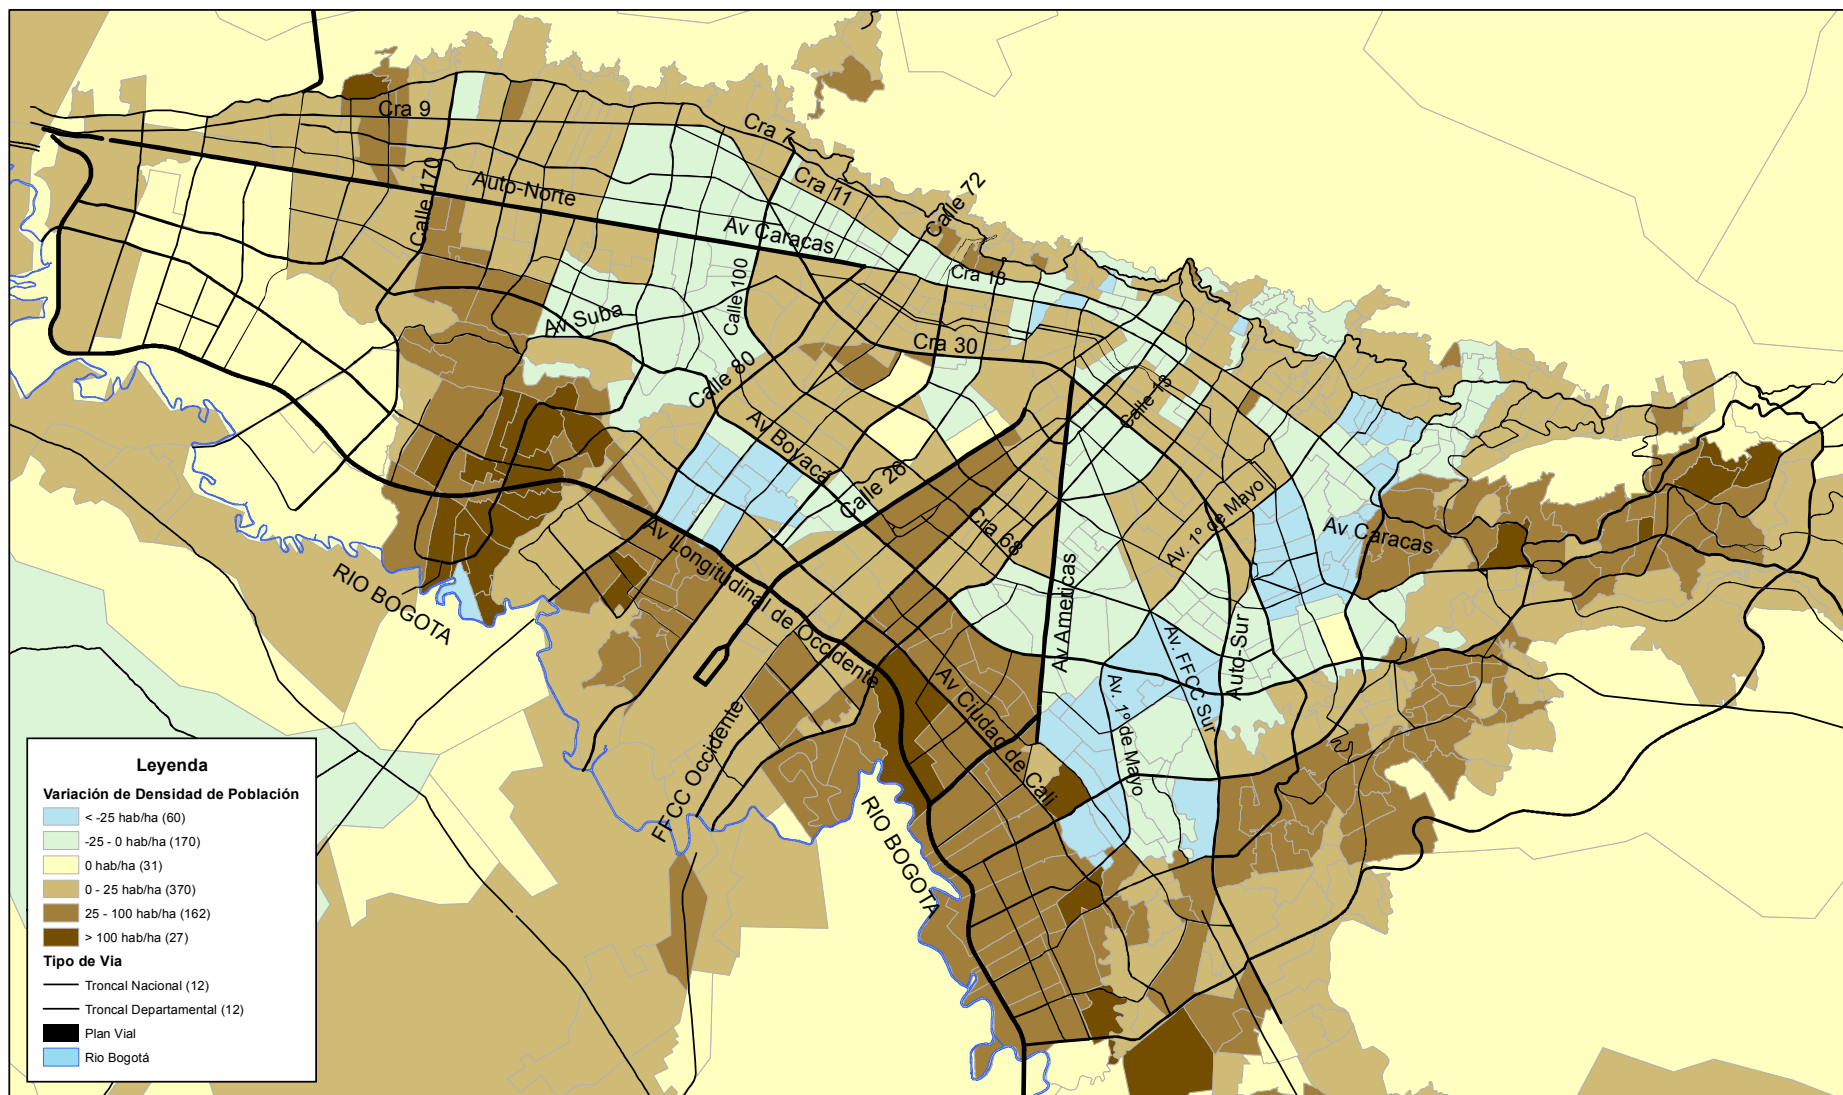 Cra 9
Cra 7
Calle 170
Auto-Norte
Cra 11
Calle 72
Av Caracas
Cra 13
Calle 100
Av Suba
Cra 30
Calle 80
Calle 13
Av Boyacá
Calle 26
Av. 1º de Mayo
Cra 68
Av Caracas
Av Longitudinal de Occidente
Av Americas
RIO BOGOTA
Av. FFCC Sur
Auto-Sur
Av Ciudad de Cali
Av. 1º de Mayo
FFCC Occidente
RIO BOGOTA
Leyenda
Variación de Densidad de Población
< -25 hab/ha (60)
-25 - 0 hab/ha (170)
0 hab/ha (31)
0 - 25 hab/ha (370)
25 - 100 hab/ha (162)
> 100 hab/ha (27)
Tipo de Via
Troncal Nacional (12)
Troncal Departamental (12)
Plan Vial
Rio Bogotá